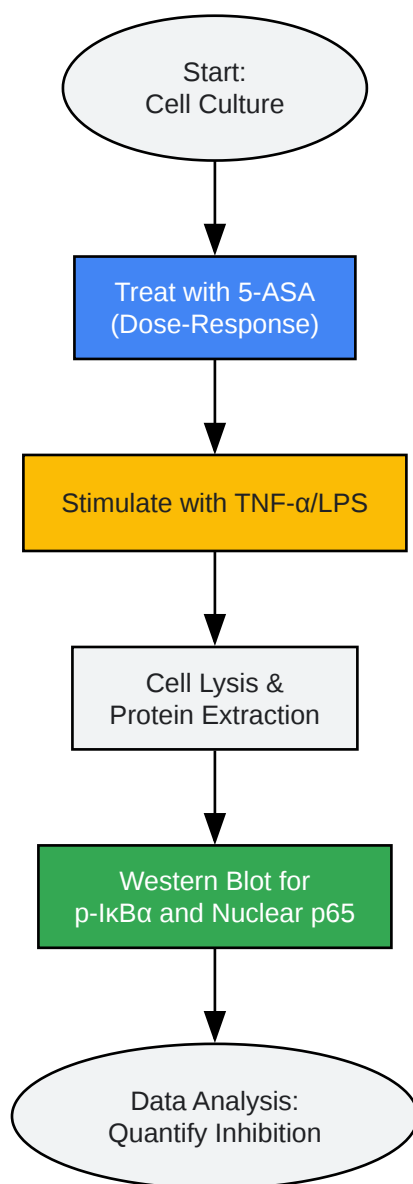 Start:
Cell Culture
Treat with 5-ASA
(Dose-Response)
Stimulate with TNF-α/LPS
Cell Lysis &
Protein Extraction
Western Blot for
p-IκBα and Nuclear p65
Data Analysis:
Quantify Inhibition